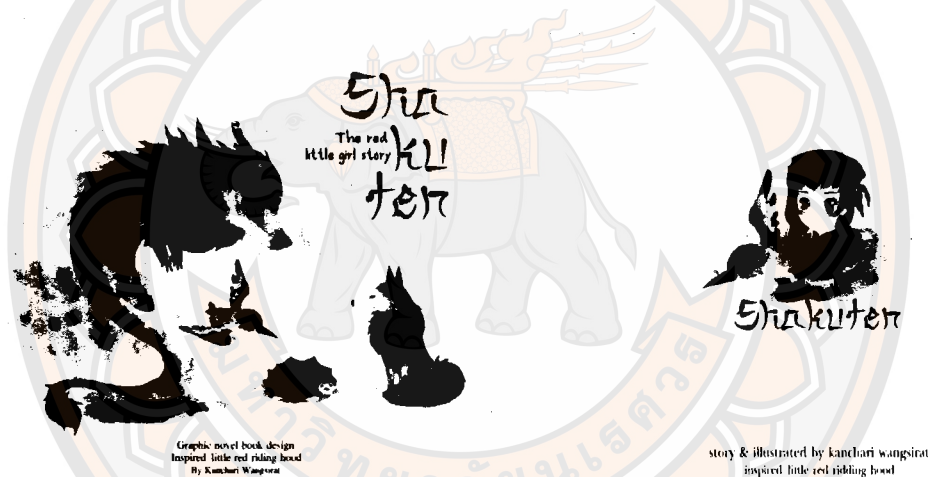 Sha
The red
little girl story
ku
ten
Graphic novel book design
Inspired little red riding hood
By Kanchari Wangsirat
Shakuten
story & illustrated by kanchari wangsirat
inspired little red ridding hood